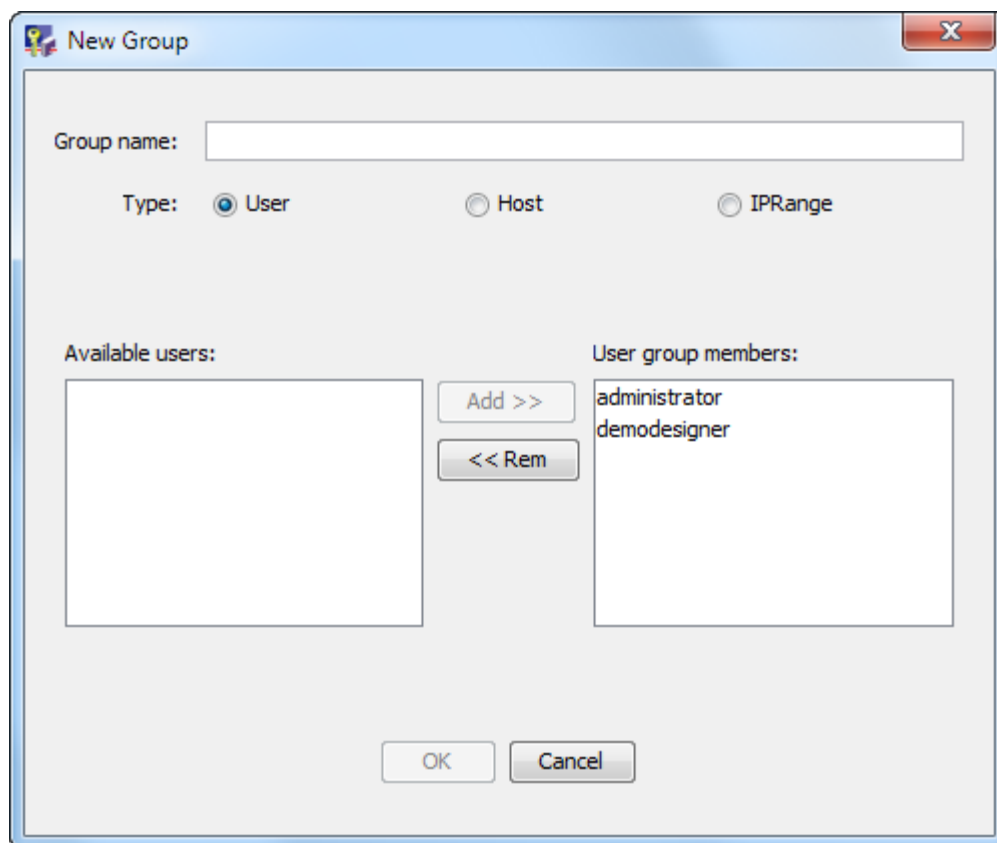 New Group
Group name:
Type: User Host IPRange
Available users: User group members:
Add >> administrator
demodesigner
<< Rem
OK Cancel